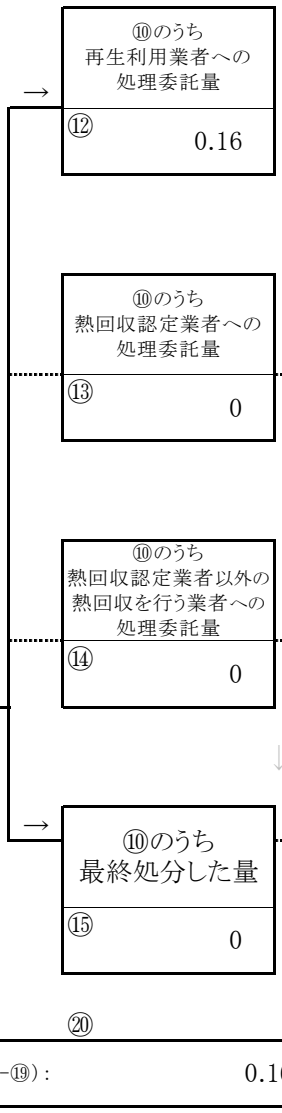 ⑩のうち
再生利用業者への
処理委託量
→
⑫
0.16
⑩のうち
熱回収認定業者への
処理委託量
⑬
0
⑩のうち
熱回収認定業者以外の
熱回収を行う業者への
処理委託量
⑭
0
↓
→
⑩のうち
最終処分した量
⑮
0
⑳
-⑲)：
0.16